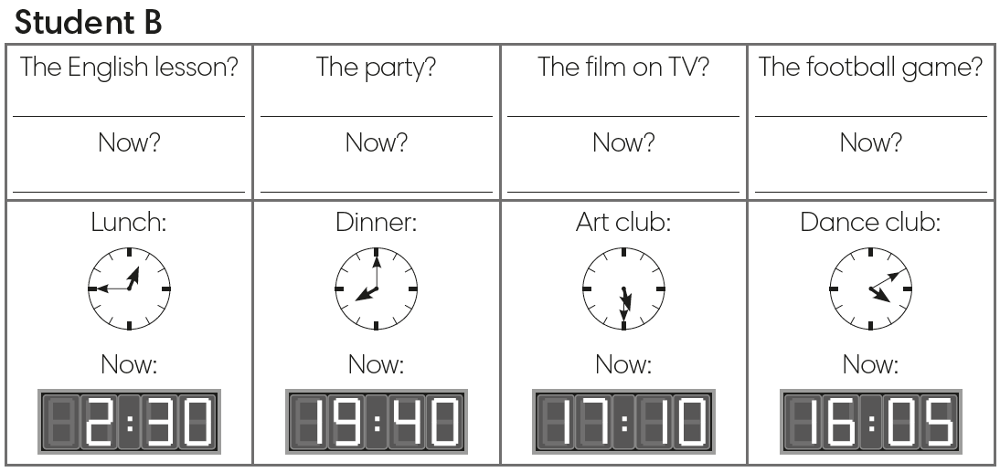 Student B
The English lesson?
Now?
The party?
Now?
The film on TV?
Now?
The football game?
Now?
Lunch:
Now:
2:30
Dinner:
Now:
19:40
Art club:
Now:
17:10
Dance club:
Now:
16:05